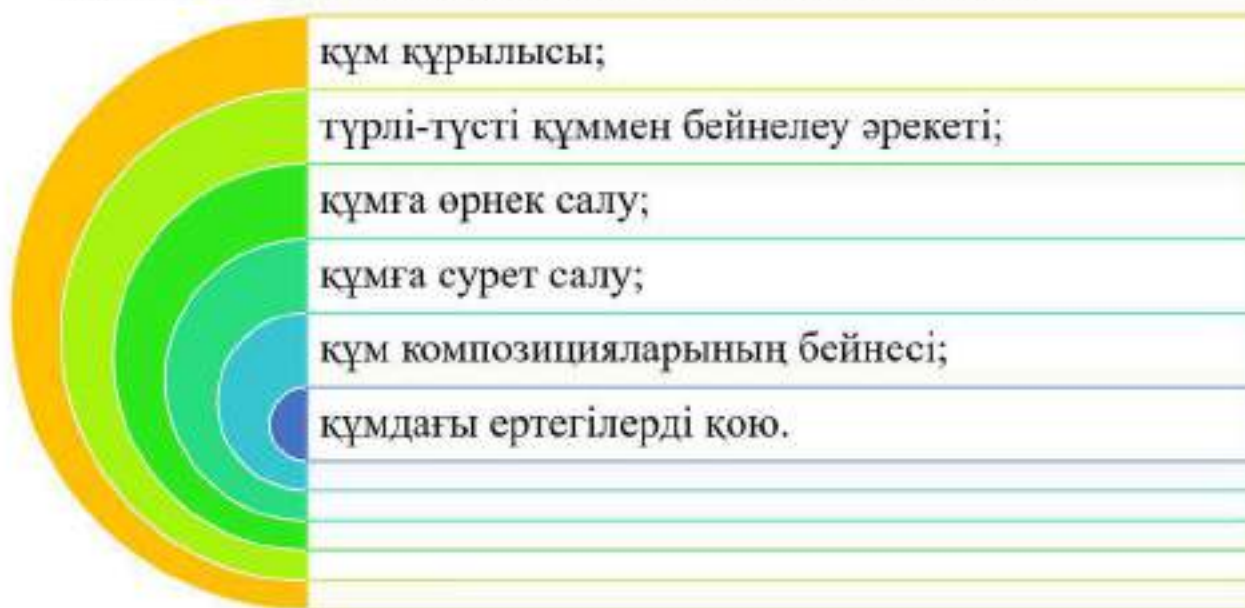 құм құрылысы;
түрлі-түсті құммен бейнелеу әрекеті;
құмға өрнек салу;
құмға сурет салу;
құм композицияларының бейнесі;
құмдағы ертегілерді қою.